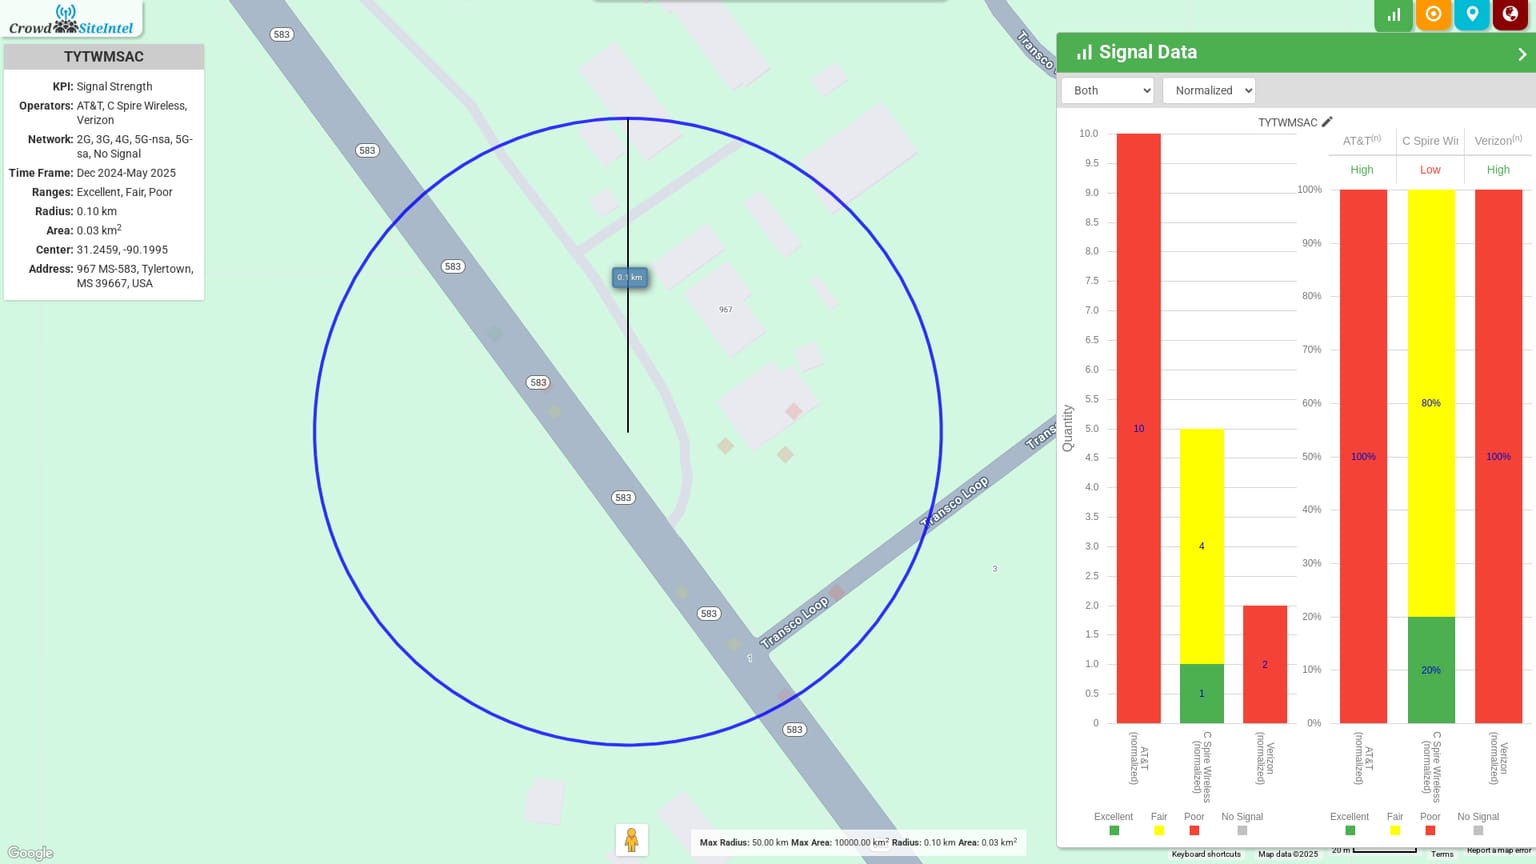 Crowd SiteIntel
TYTWMSAC
KPI: Signal Strength
Operators: AT&T, C Spire Wireless,
Verizon
Network: 2G, 3G, 4G, 5G-nsa, 5G-
sa, No Signal
Time Frame: Dec 2024-May 2025
Ranges: Excellent, Fair, Poor
Radius: 0.10 km
Area: 0.03 km²
Center: 31.2459, -90.1995
Address: 967 MS-583, Tylertown,
MS 39667, USA
583
583
583
583
583
583
583
0.1 km
967
3
1
Transco
Transco Loop
Transco Loop
Trans
Google
Max Radius: 50.00 km Max Area: 10000.00 km² Radius: 0.10 km Area: 0.03 km²
Signal Data
Both
Normalized
TYTWMSAC
Quantity
10.0
9.5
9.0
8.5
8.0
7.5
7.0
6.5
6.0
5.5
5.0
4.5
4.0
3.5
3.0
2.5
2.0
1.5
1.0
0.5
0
10
4
1
2
AT&T (normalized)
C Spire Wireless (normalized)
Verizon (normalized)
Excellent Fair Poor No Signal
AT&T(n) C Spire Wir Verizon(n)
High Low High
100%
90%
80%
70%
60%
50%
40%
30%
20%
10%
0%
100%
80%
20%
100%
AT&T (normalized)
C Spire Wireless (normalized)
Verizon (normalized)
Excellent Fair Poor No Signal
Keyboard shortcuts Map data ©2025 20 m Terms Report a map error